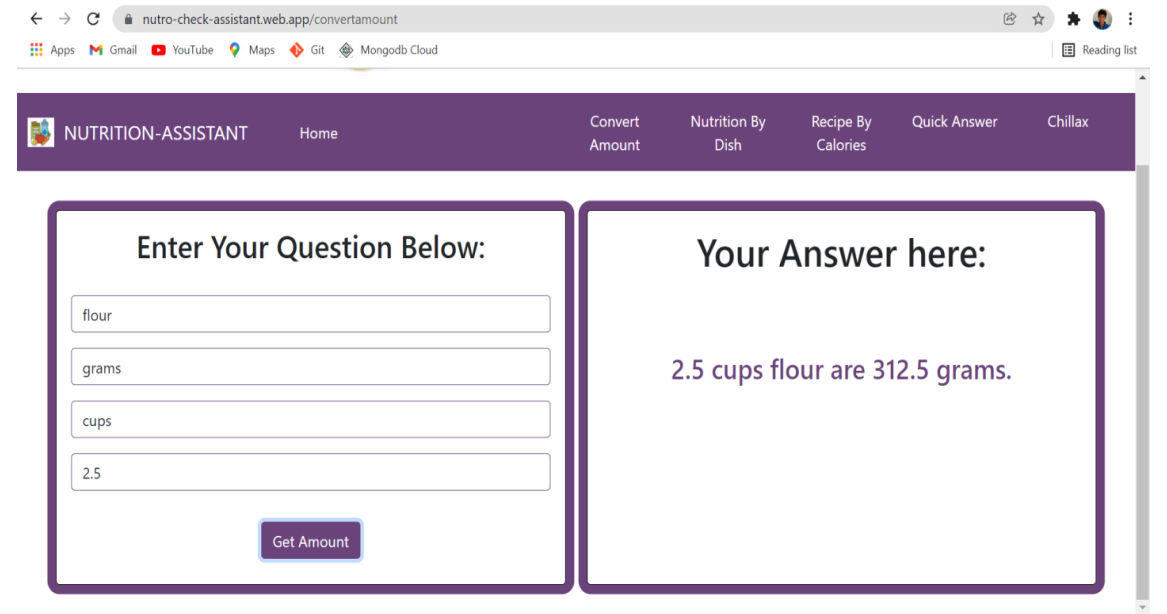 nutro-check-assistant.web.app/convertamount
Apps Gmail YouTube Maps Git Mongodb Cloud Reading list
NUTRITION-ASSISTANT Home Convert Amount Nutrition By Dish Recipe By Calories Quick Answer Chillax
Enter Your Question Below:
flour
grams
cups
2.5
Get Amount
Your Answer here:
2.5 cups flour are 312.5 grams.